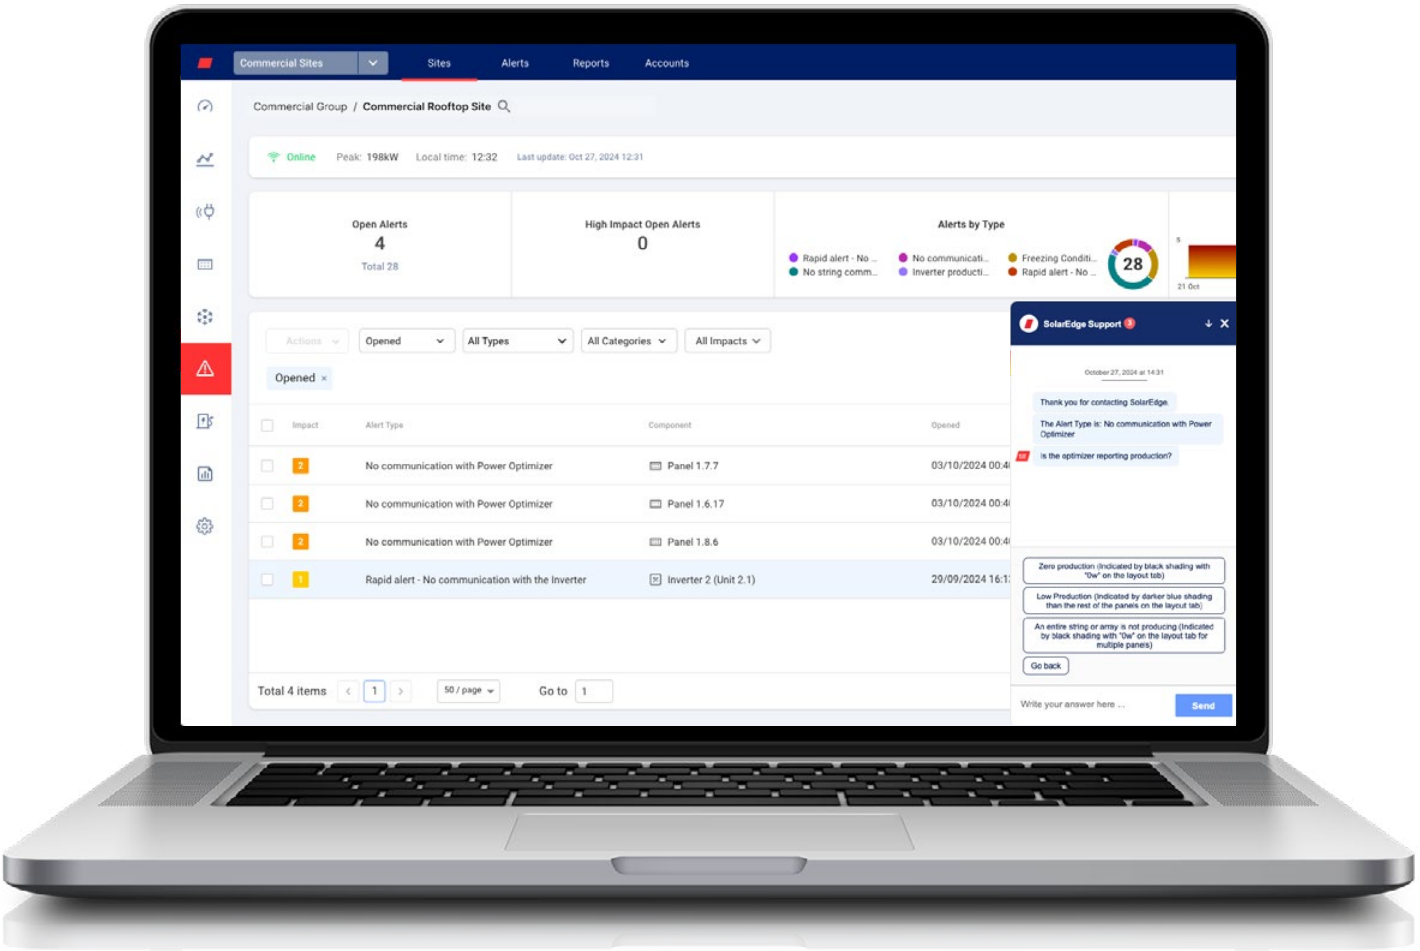 Commercial Sites
Sites
Alerts
Reports
Accounts
Commercial Group / Commercial Rooftop Site
Online
Peak: 198kW
Local time: 12:32
Last update: Oct 27, 2024 12:31
Open Alerts
4
Total 28
High Impact Open Alerts
0
Alerts by Type
Rapid alert - No ...
No communicati...
Freezing Conditi...
No string comm...
Inverter producti...
Rapid alert - No ...
28
5
21 Oct
Actions
Opened
All Types
All Categories
All Impacts
Opened ×
Impact
Alert Type
Component
Opened
2
No communication with Power Optimizer
Panel 1.7.7
03/10/2024 00:4
2
No communication with Power Optimizer
Panel 1.6.17
03/10/2024 00:4
2
No communication with Power Optimizer
Panel 1.8.6
03/10/2024 00:4
1
Rapid alert - No communication with the Inverter
Inverter 2 (Unit 2.1)
29/09/2024 16:1
Total 4 items
1
50 / page
Go to
1
SolarEdge Support 3
October 27, 2024 at 14:31
Thank you for contacting SolarEdge.
The Alert Type is: No communication with Power
Optimizer
Is the optimizer reporting production?
Zero production (Indicated by black shading with
"0w" on the layout tab)
Low Production (Indicated by darker blue shading
than the rest of the panels on the layout tab)
An entire string or array is not producing (Indicated
by black shading with "0w" on the layout tab for
multiple panels)
Go back
Write your answer here ...
Send